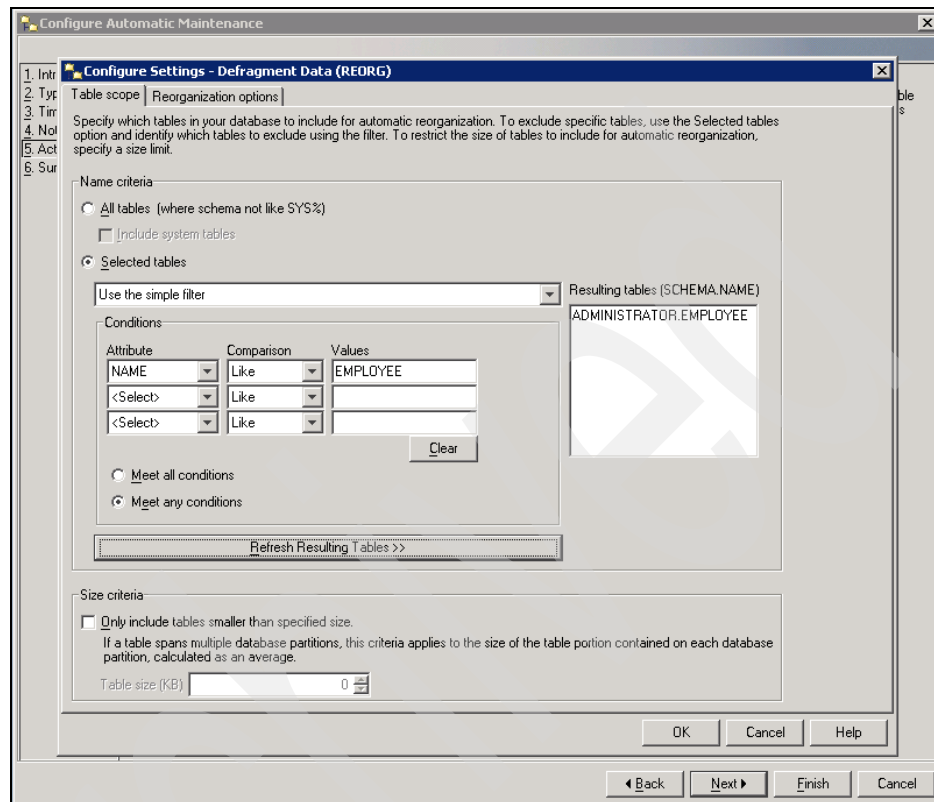 Configure Automatic Maintenance
1. Intr
2. Typ
3. Tim
4. Not
5. Act
6. Sur
ble
s
Configure Settings - Defragment Data (REORG)
Table scope
Reorganization options
Specify which tables in your database to include for automatic reorganization. To exclude specific tables, use the Selected tables
option and identify which tables to exclude using the filter. To restrict the size of tables to include for automatic reorganization,
specify a size limit.
Name criteria
All tables (where schema not like SYS%)
Include system tables
Selected tables
Use the simple filter
Conditions
Attribute Comparison Values
NAME Like EMPLOYEE
<Select> Like
<Select> Like
Clear
Meet all conditions
Meet any conditions
Refresh Resulting Tables >>
Resulting tables (SCHEMA.NAME)
ADMINISTRATOR.EMPLOYEE
Size criteria
Only include tables smaller than specified size.
If a table spans multiple database partitions, this criteria applies to the size of the table portion contained on each database
partition, calculated as an average.
Table size (KB) 0
OK Cancel Help
Back Next Finish Cancel